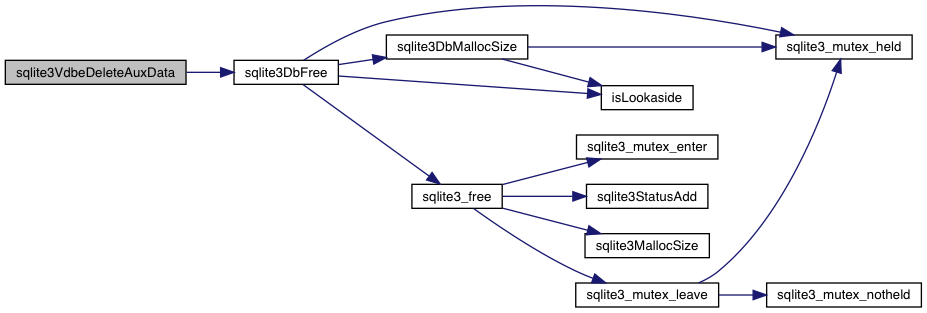 sqlite3VdbeDeleteAuxData
sqlite3DbFree
sqlite3DbMallocSize
sqlite3_mutex_held
isLookaside
sqlite3_free
sqlite3_mutex_enter
sqlite3StatusAdd
sqlite3MallocSize
sqlite3_mutex_leave
sqlite3_mutex_notheld